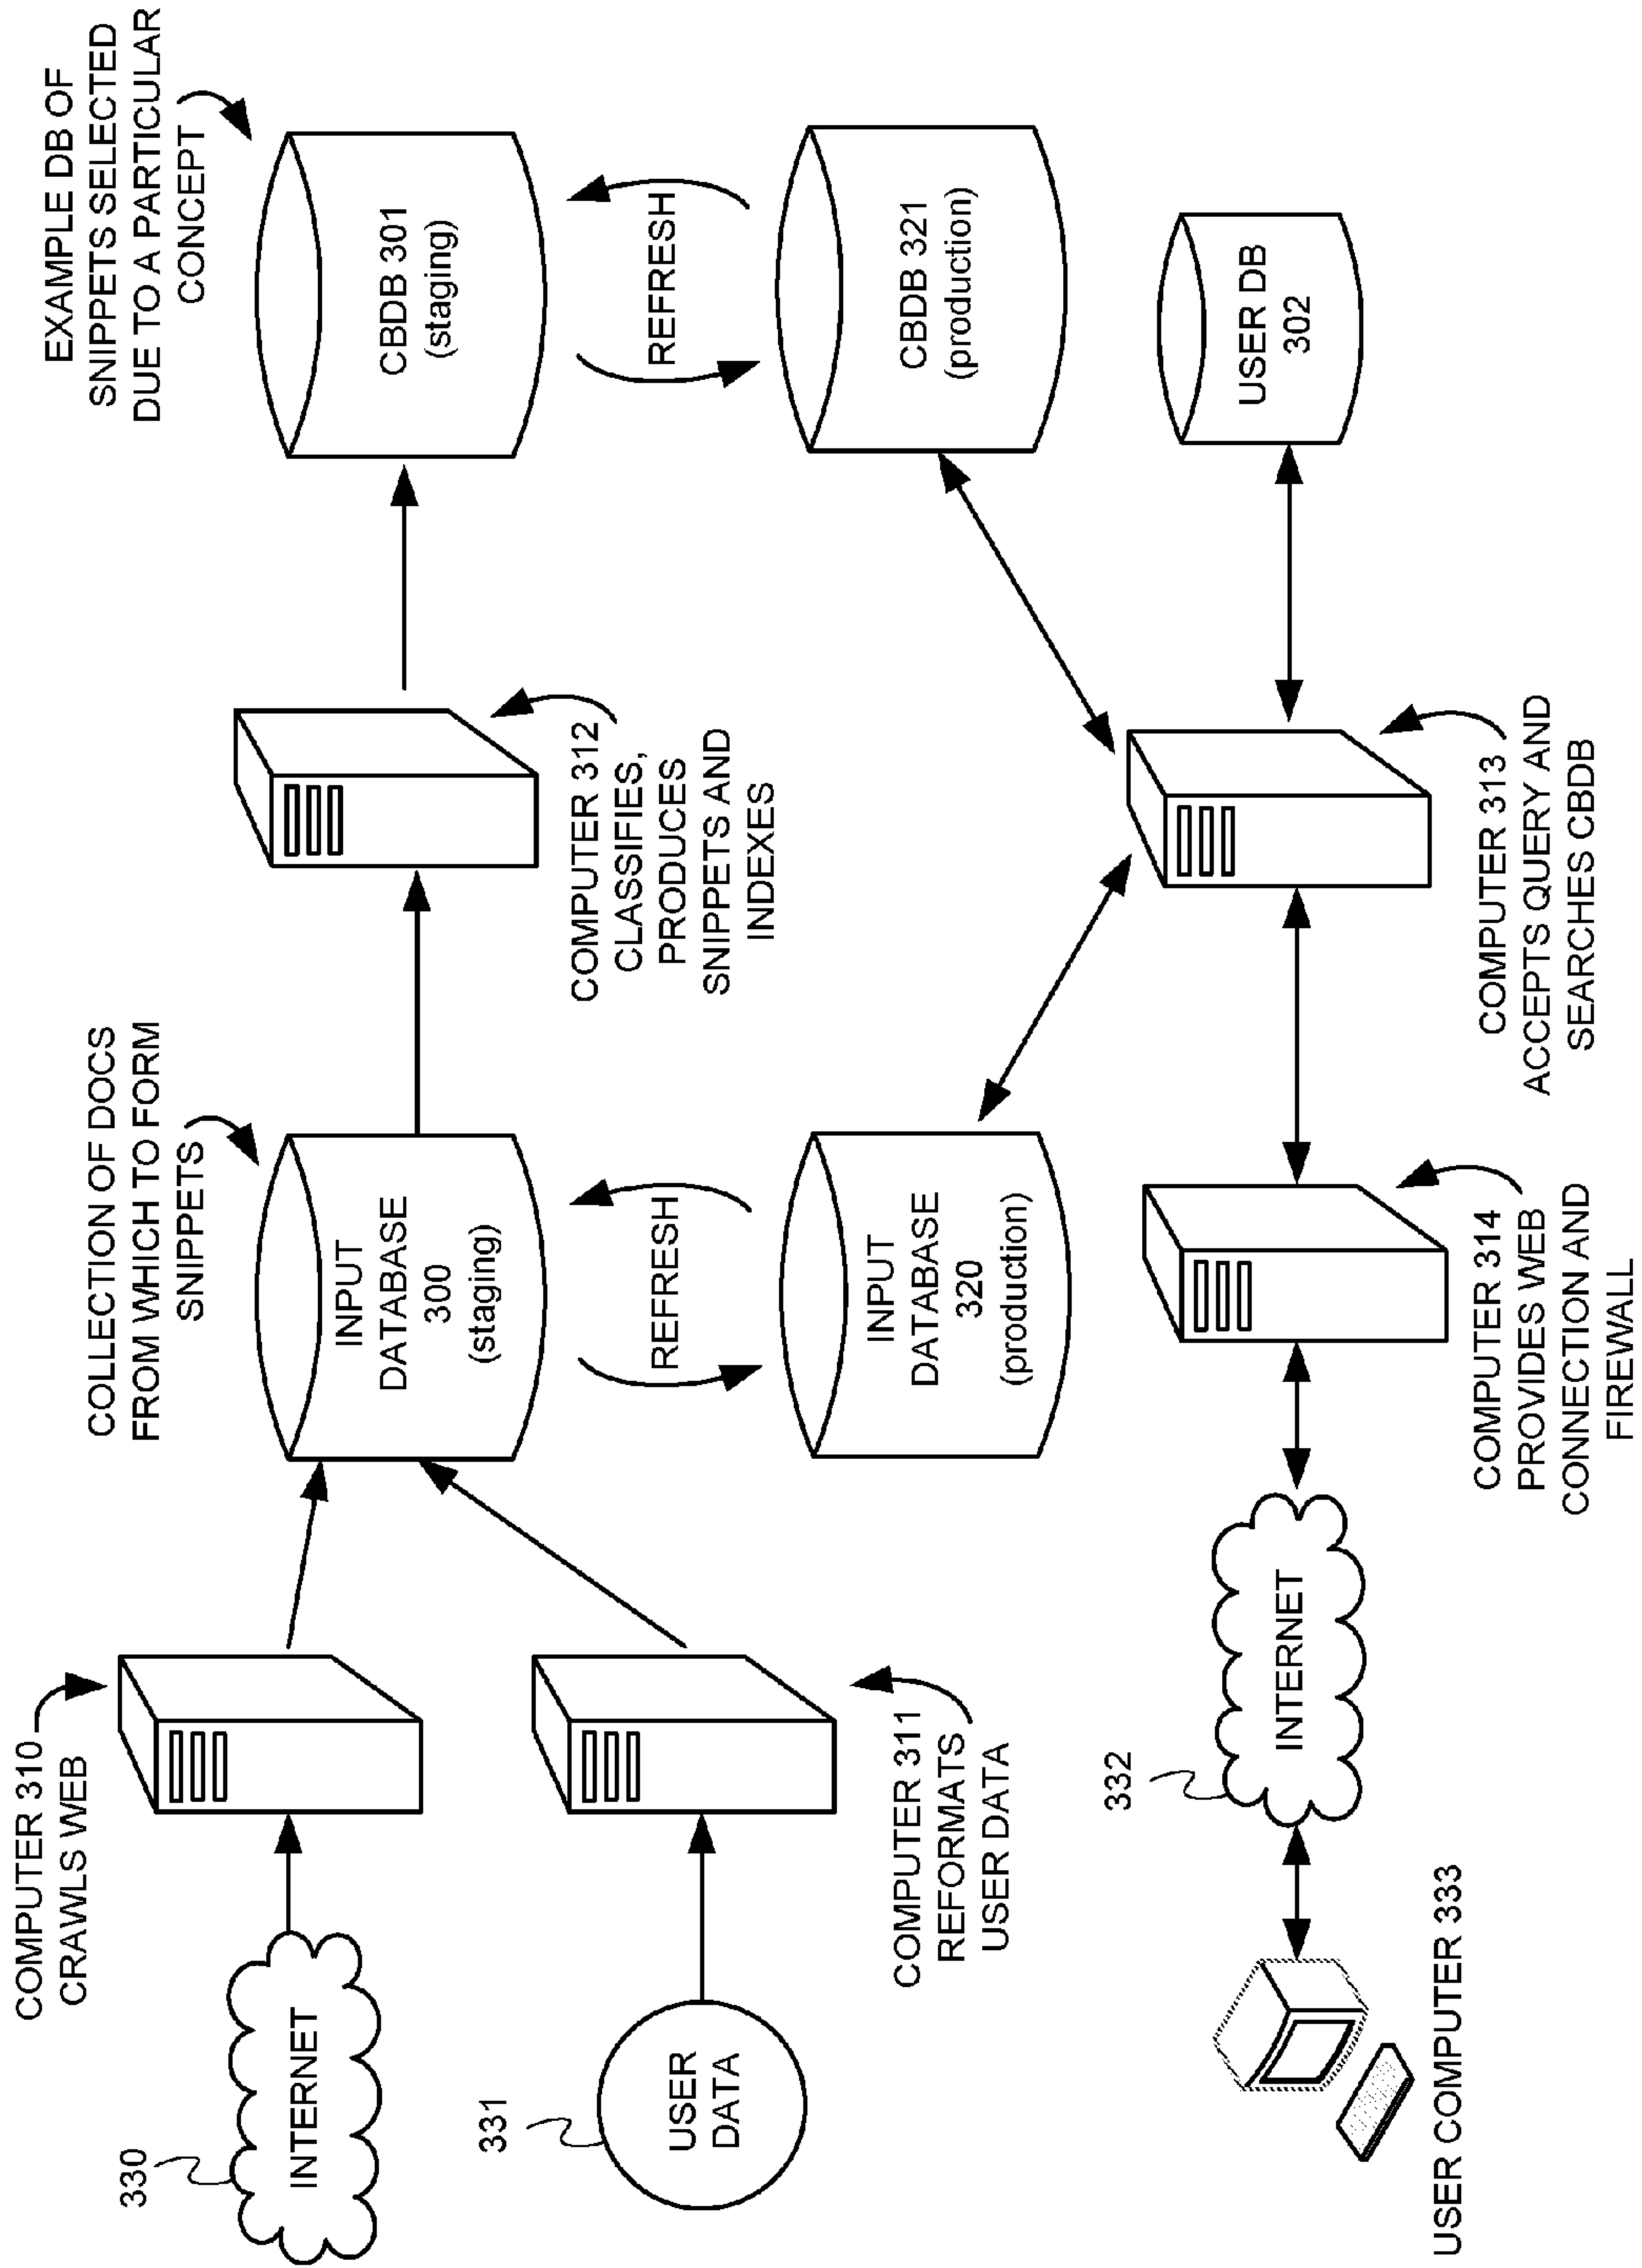 COMPUTER 310
CRAWLS WEB
330
INTERNET
331
USER
DATA
COMPUTER 311
REFORMATS
USER DATA
COLLECTION OF DOCS
FROM WHICH TO FORM
SNIPPETS
INPUT
DATABASE
300
(staging)
REFRESH
INPUT
DATABASE
320
(production)
COMPUTER 312
CLASSIFIES,
PRODUCES
SNIPPETS AND
INDEXES
EXAMPLE DB OF
SNIPPETS SELECTED
DUE TO A PARTICULAR
CONCEPT
CBDB 301
(staging)
REFRESH
CBDB 321
(production)
USER DB
302
USER COMPUTER 333
332
INTERNET
COMPUTER 314
PROVIDES WEB
CONNECTION AND
FIREWALL
COMPUTER 313
ACCEPTS QUERY AND
SEARCHES CBDB